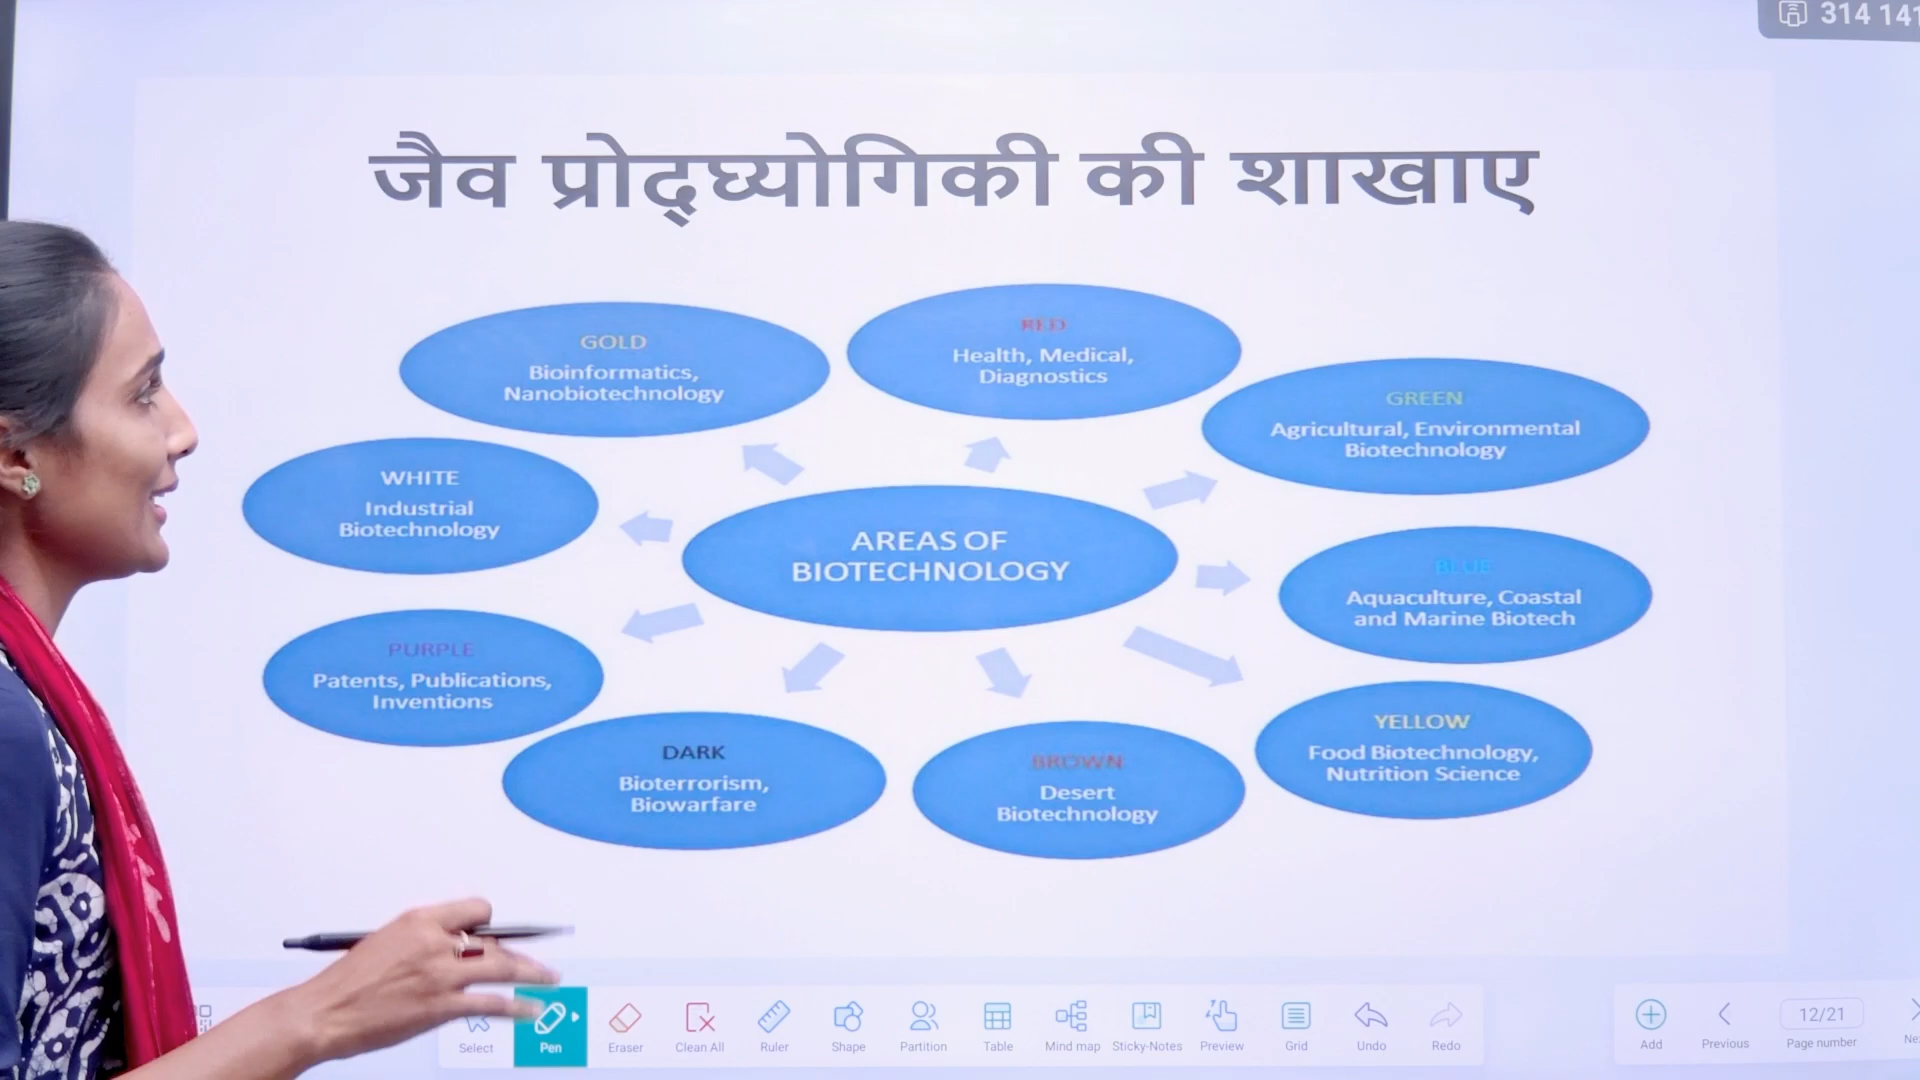 314 141
जैव प्रोद्घ्योगिकी की शाखाए
GOLD
Bioinformatics,
Nanobiotechnology
RED
Health, Medical,
Diagnostics
GREEN
Agricultural, Environmental
Biotechnology
WHITE
Industrial
Biotechnology
AREAS OF
BIOTECHNOLOGY
BLUE
Aquaculture, Coastal
and Marine Biotech
PURPLE
Patents, Publications,
Inventions
DARK
Bioterrorism,
Biowarfare
BROWN
Desert
Biotechnology
YELLOW
Food Biotechnology,
Nutrition Science
Select
Pen
Eraser
Clean All
Ruler
Shape
Partition
Table
Mind map
Sticky-Notes
Preview
Grid
Undo
Redo
Add
Previous
12/21
Page number